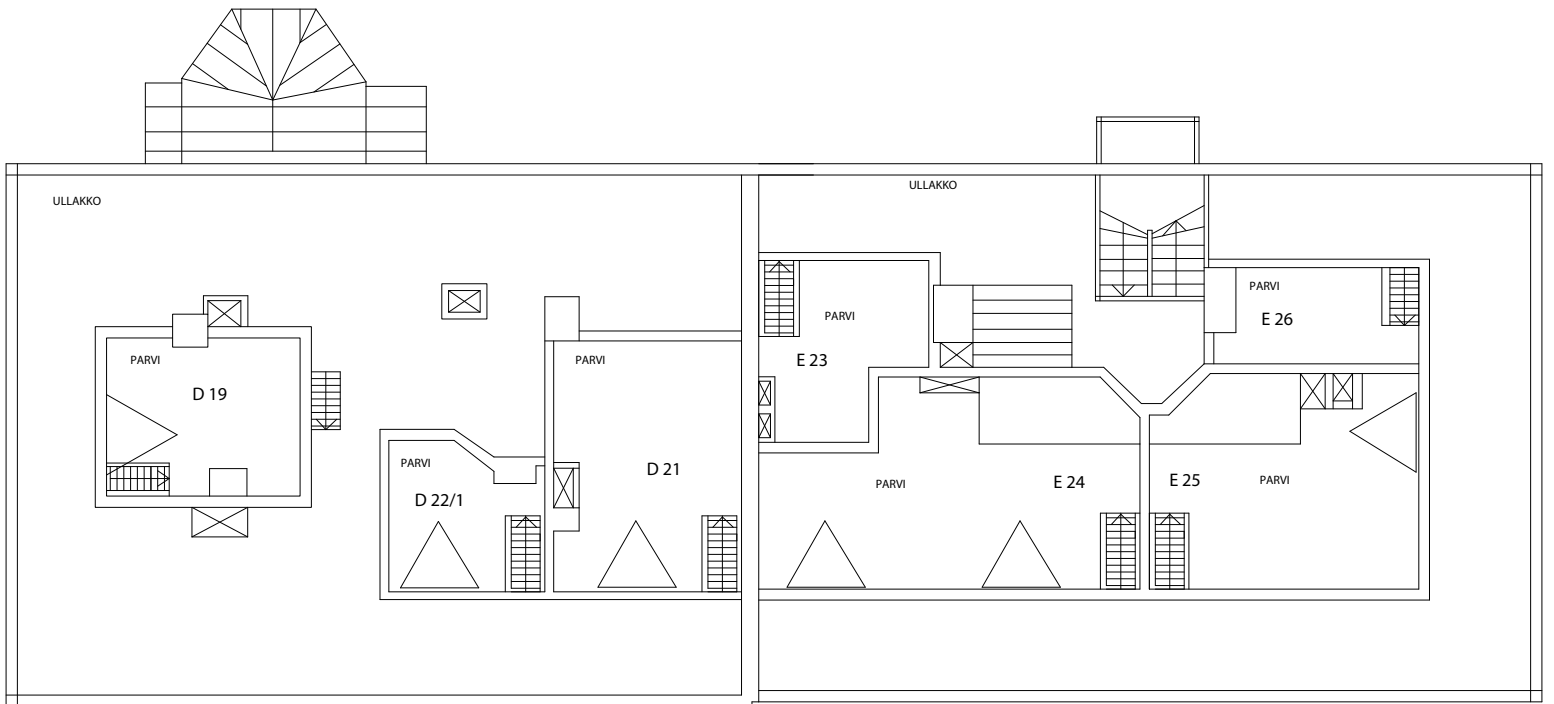 ULLAKKO
ULLAKKO
PARVI
E 26
PARVI
E 23
PARVI
D 19
PARVI
D 21
PARVI
D 22/1
PARVI
E 24
E 25
PARVI